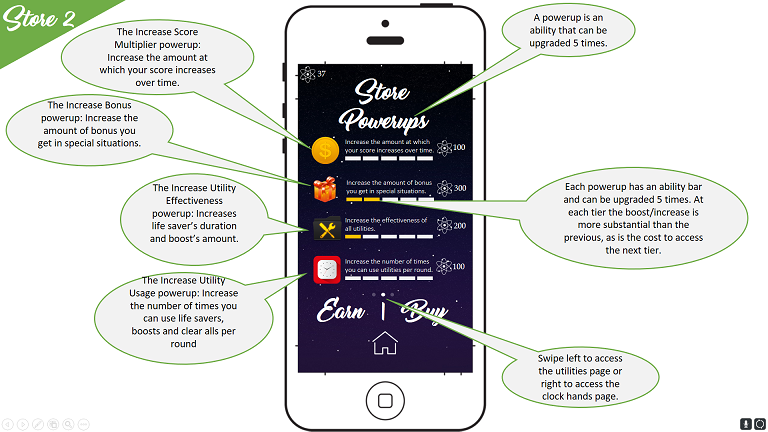 Store 2
The Increase Score
Multiplier powerup:
Increase the amount at
which your score increases
over time.
The Increase Bonus
powerup: Increase the
amount of bonus you
get in special situations.
The Increase Utility
Effectiveness
powerup: Increases
life saver's duration
and boost's amount.
The Increase Utility
Usage powerup: Increase
the number of times you
can use life savers,
boosts and clear alls per
round
37
Store
Powerups
Increase the amount at which
your score increases over time.
100
Increase the amount of bonus
you get in special situations.
300
Increase the effectiveness of
all utilities.
200
Increase the number of times
you can use utilities per round.
100
Earn | Buy
A powerup is an
ability that can be
upgraded 5 times.
Each powerup has an ability bar
and can be upgraded 5 times. At
each tier the boost/increase is
more substantial than the
previous, as is the cost to access
the next tier.
Swipe left to access
the utilities page or
right to access the
clock hands page.